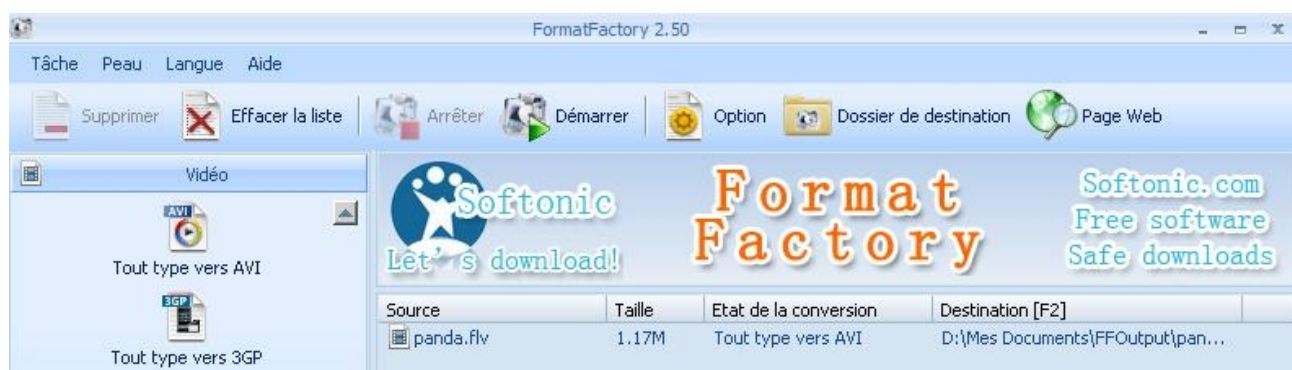 FormatFactory 2.50
Tâche Peau Langue Aide
Supprimer Effacer la liste Arrêter Démarrer Option Dossier de destination Page Web
Vidéo
AVI
Tout type vers AVI
3GP
Tout type vers 3GP
Softonic
Let's download!
Format
Factory
Softonic.com
Free software
Safe downloads
Source Taille Etat de la conversion Destination [F2]
panda.flv 1.17M Tout type vers AVI D:\Mes Documents\FFOutput\pan...